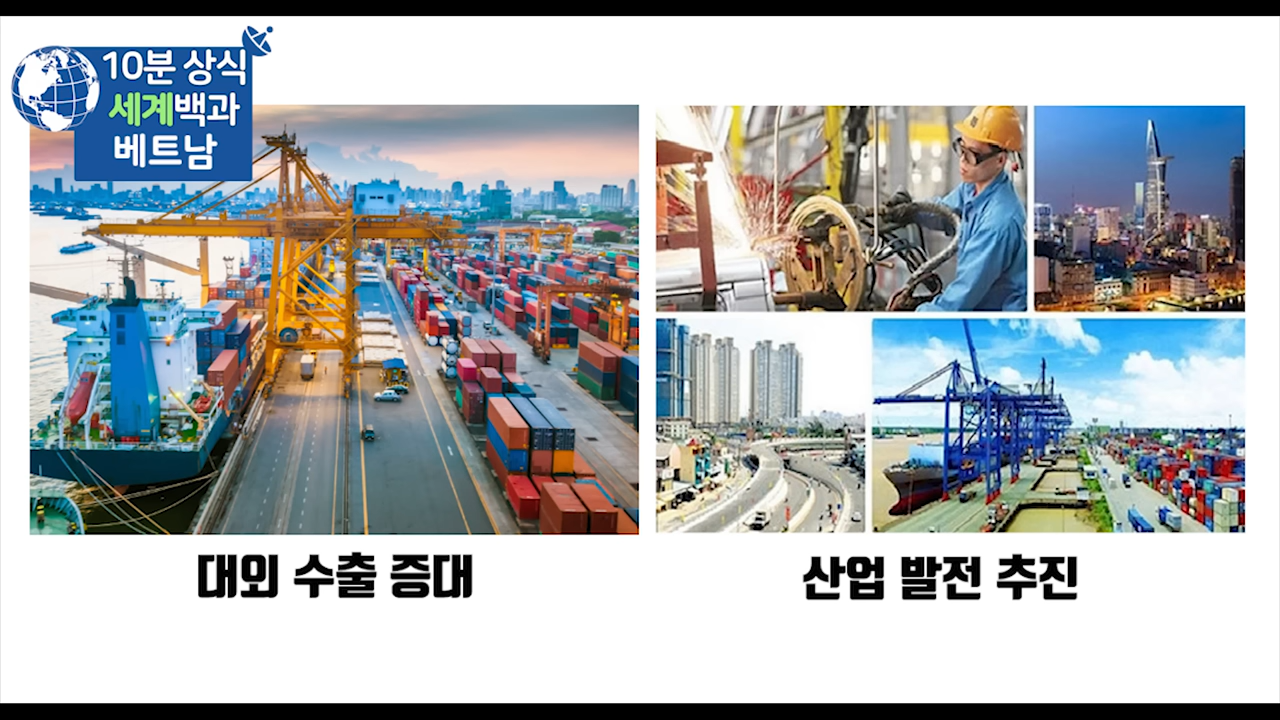 10분 상식
세계백과
베트남
대외 수출 증대
산업 발전 추진